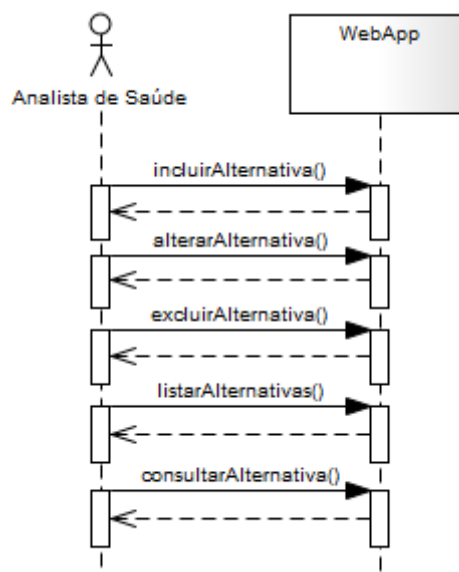 WebApp
Analista de Saúde
incluirAlternativa()
alterarAlternativa()
excluirAlternativa()
listarAlternativas()
consultarAlternativa()